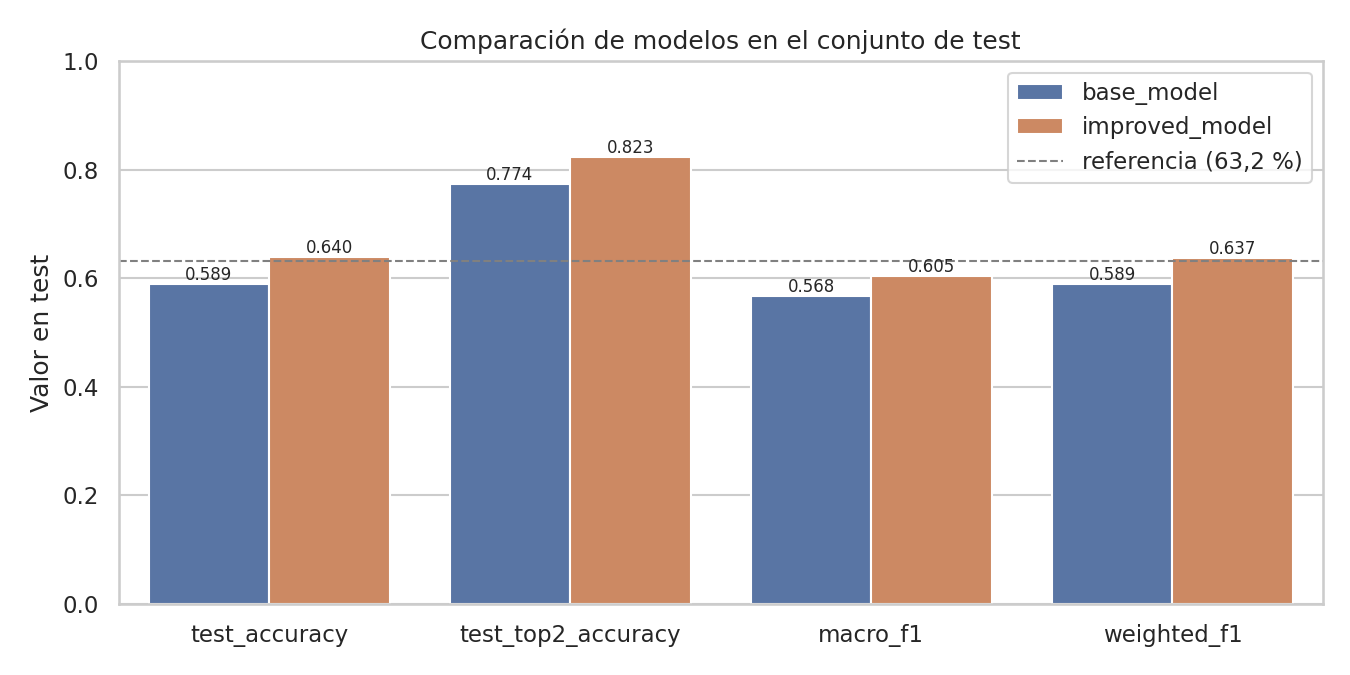 Comparación de modelos en el conjunto de test
Valor en test
1.0
0.8
0.6
0.4
0.2
0.0
base_model
improved_model
referencia (63,2 %)
0.589
0.640
0.774
0.823
0.568
0.605
0.589
0.637
test_accuracy
test_top2_accuracy
macro_f1
weighted_f1